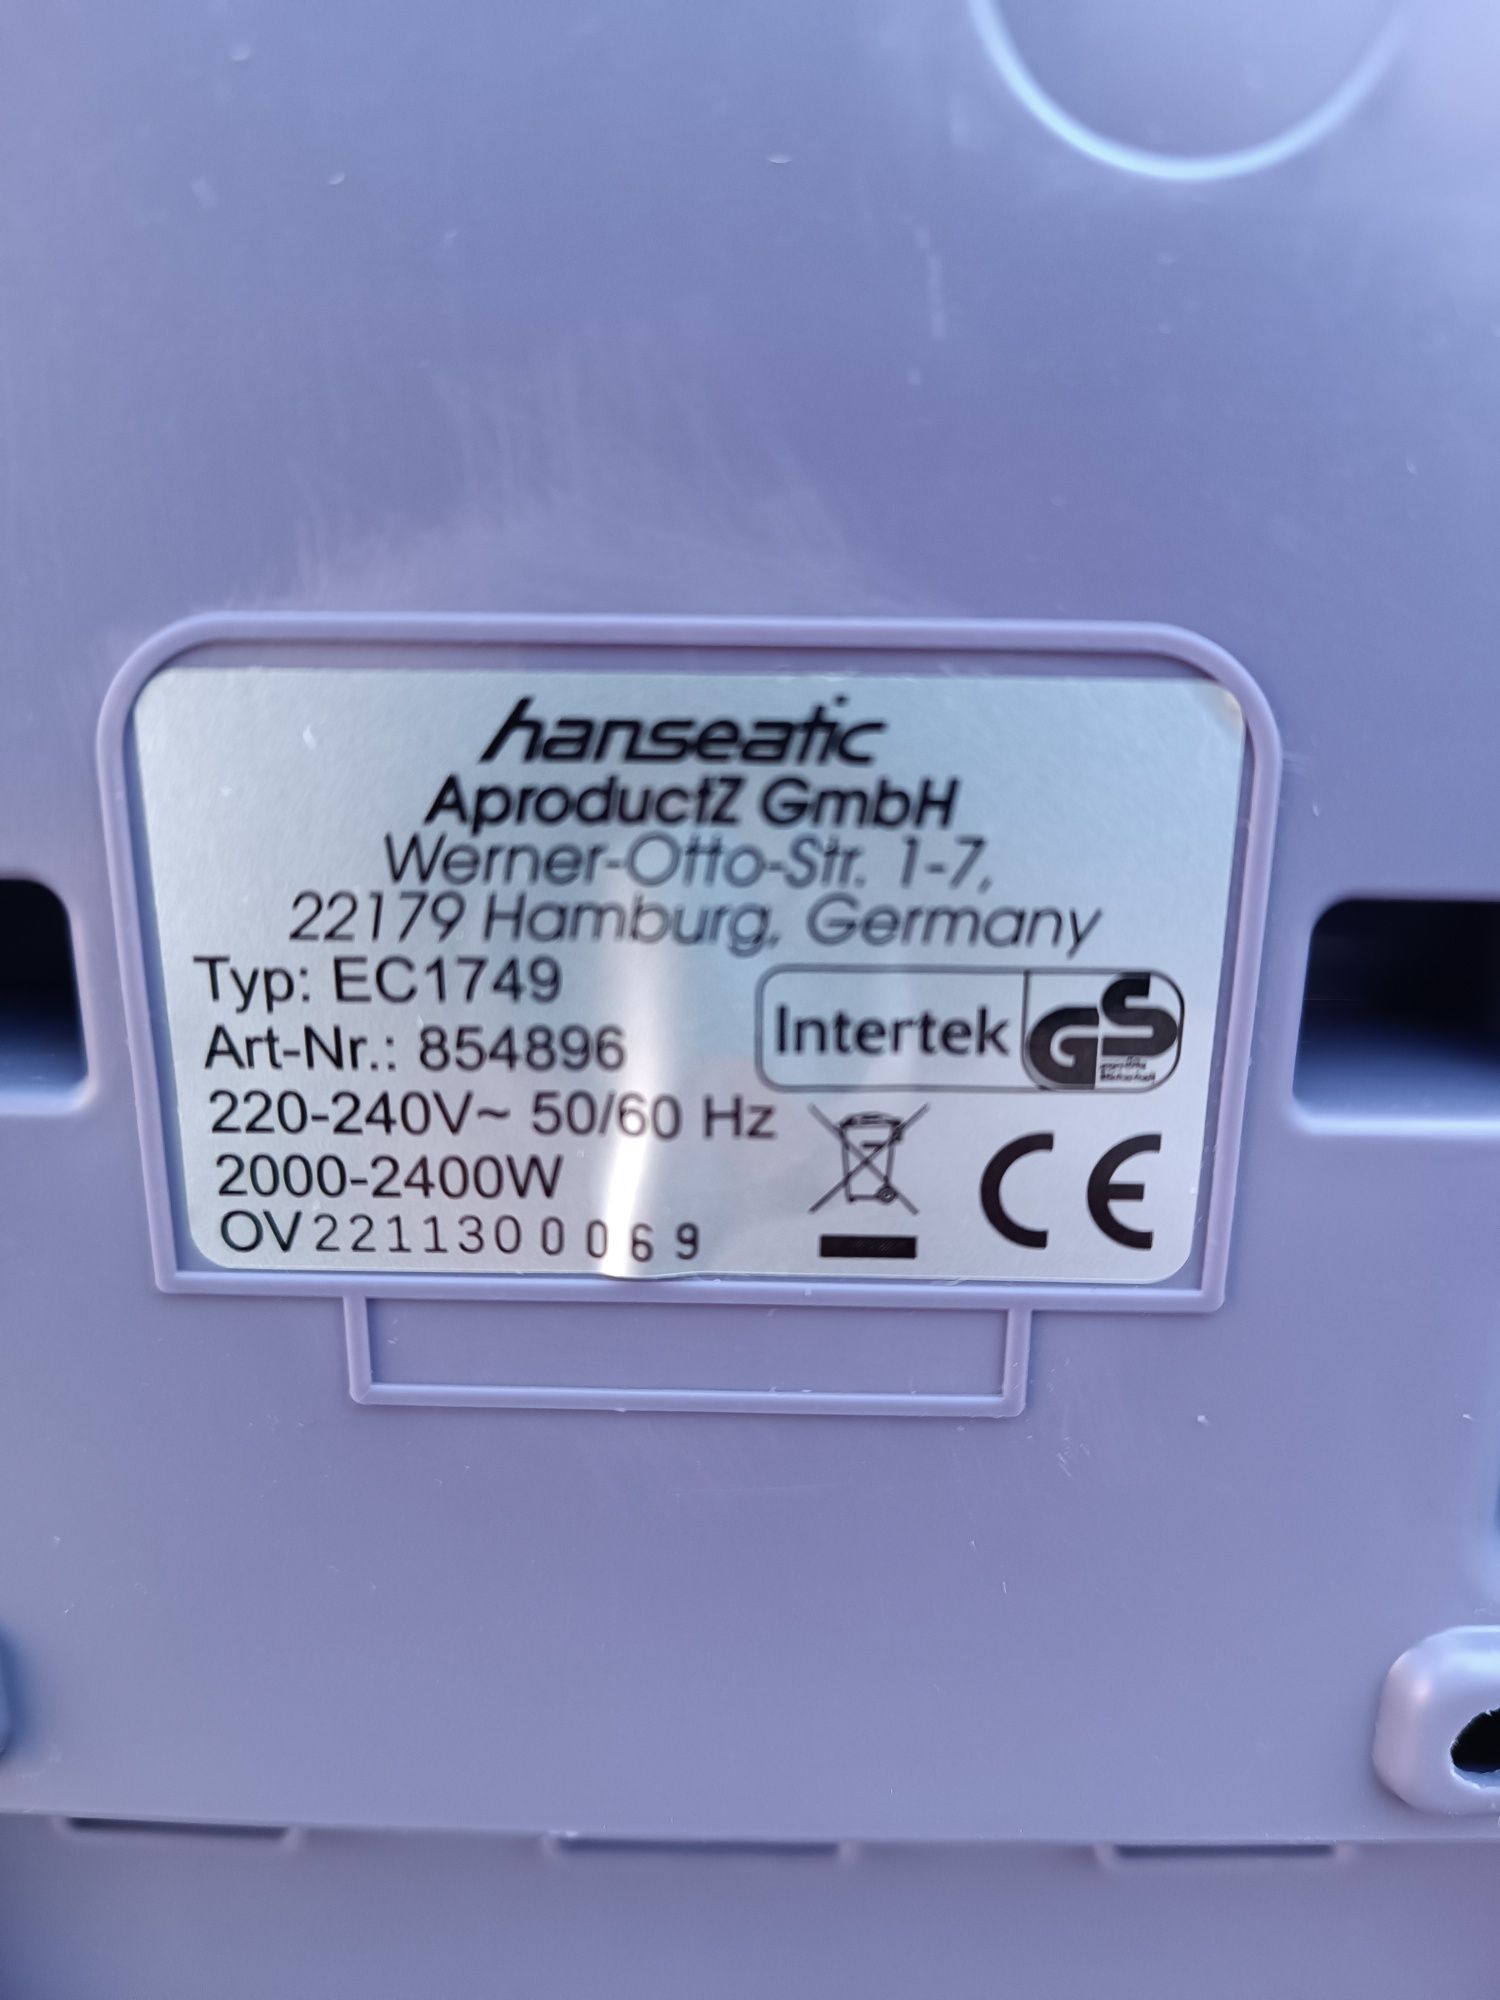 hanseatic
AproductZ GmbH
Werner-Otto-Str. 1-7,
22179 Hamburg, Germany
Typ: EC1749
Art-Nr.: 854896
220-240V~ 50/60 Hz
2000-2400W
OV2211300069
Intertek GS
CE